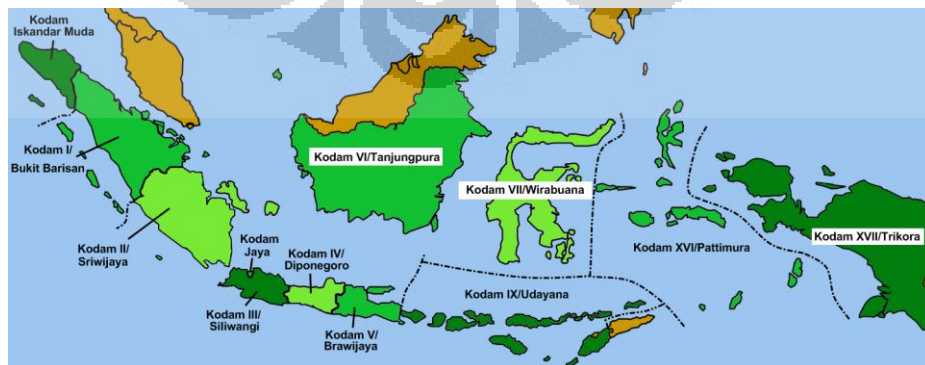 Kodam
Iskandar Muda
Kodam I/
Bukit Barisan
Kodam VI/Tanjungpura
Kodam VII/Wirabuana
Kodam XVII/Trikora
Kodam XVI/Pattimura
Kodam II/
Sriwijaya
Kodam
Jaya
Kodam IV/
Diponegoro
Kodam IX/Udayana
Kodam III/
Siliwangi
Kodam V/
Brawijaya